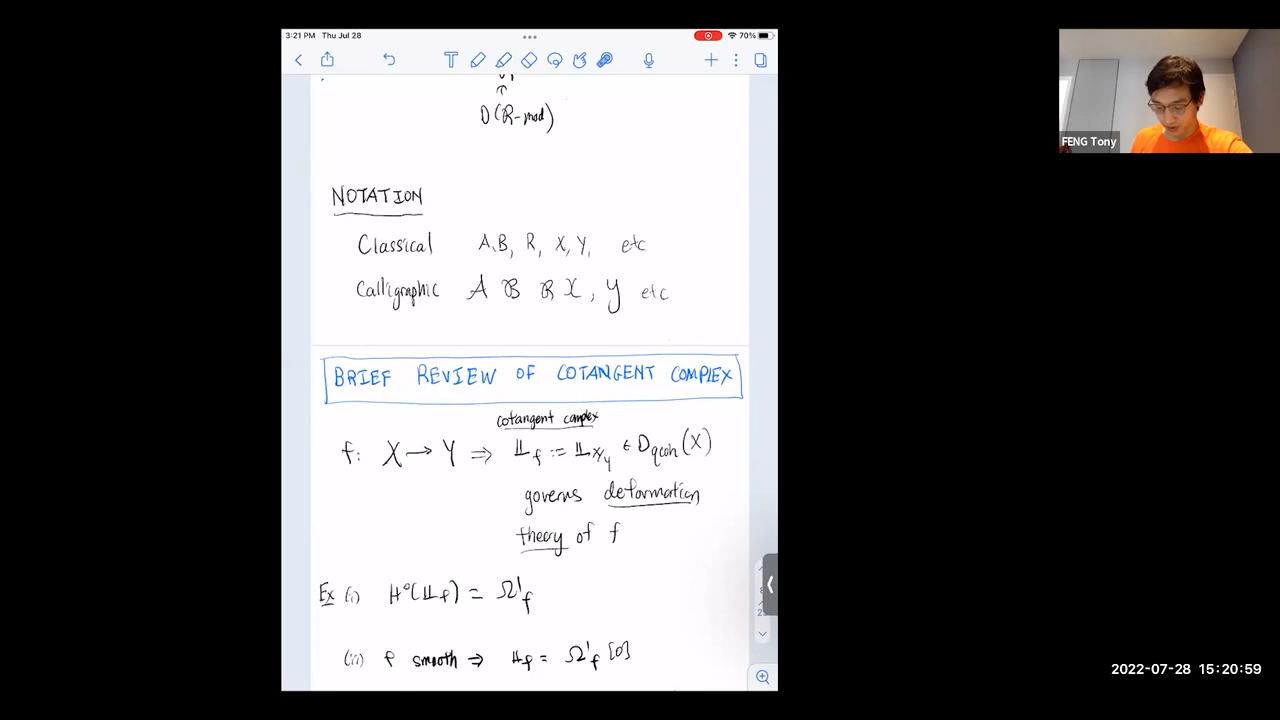 3:21 PM Thu Jul 28
70%
D(R-mod)
NOTATION
Classical A, B, R, X, Y, etc
Calligraphic 𝒜 ℬ ℛ 𝒳, 𝒴 etc
BRIEF REVIEW OF COTANGENT COMPLEX
cotangent complex
f: X → Y ⇒ 𝕃_f := 𝕃_{X/Y} ∈ D_{qcoh}(X)
governs deformation
theory of f
Ex (i) H⁰(𝕃_f) = Ω¹_f
(ii) f smooth ⇒ 𝕃_f = Ω¹_f [0]
FENG Tony
2022-07-28 15:20:59